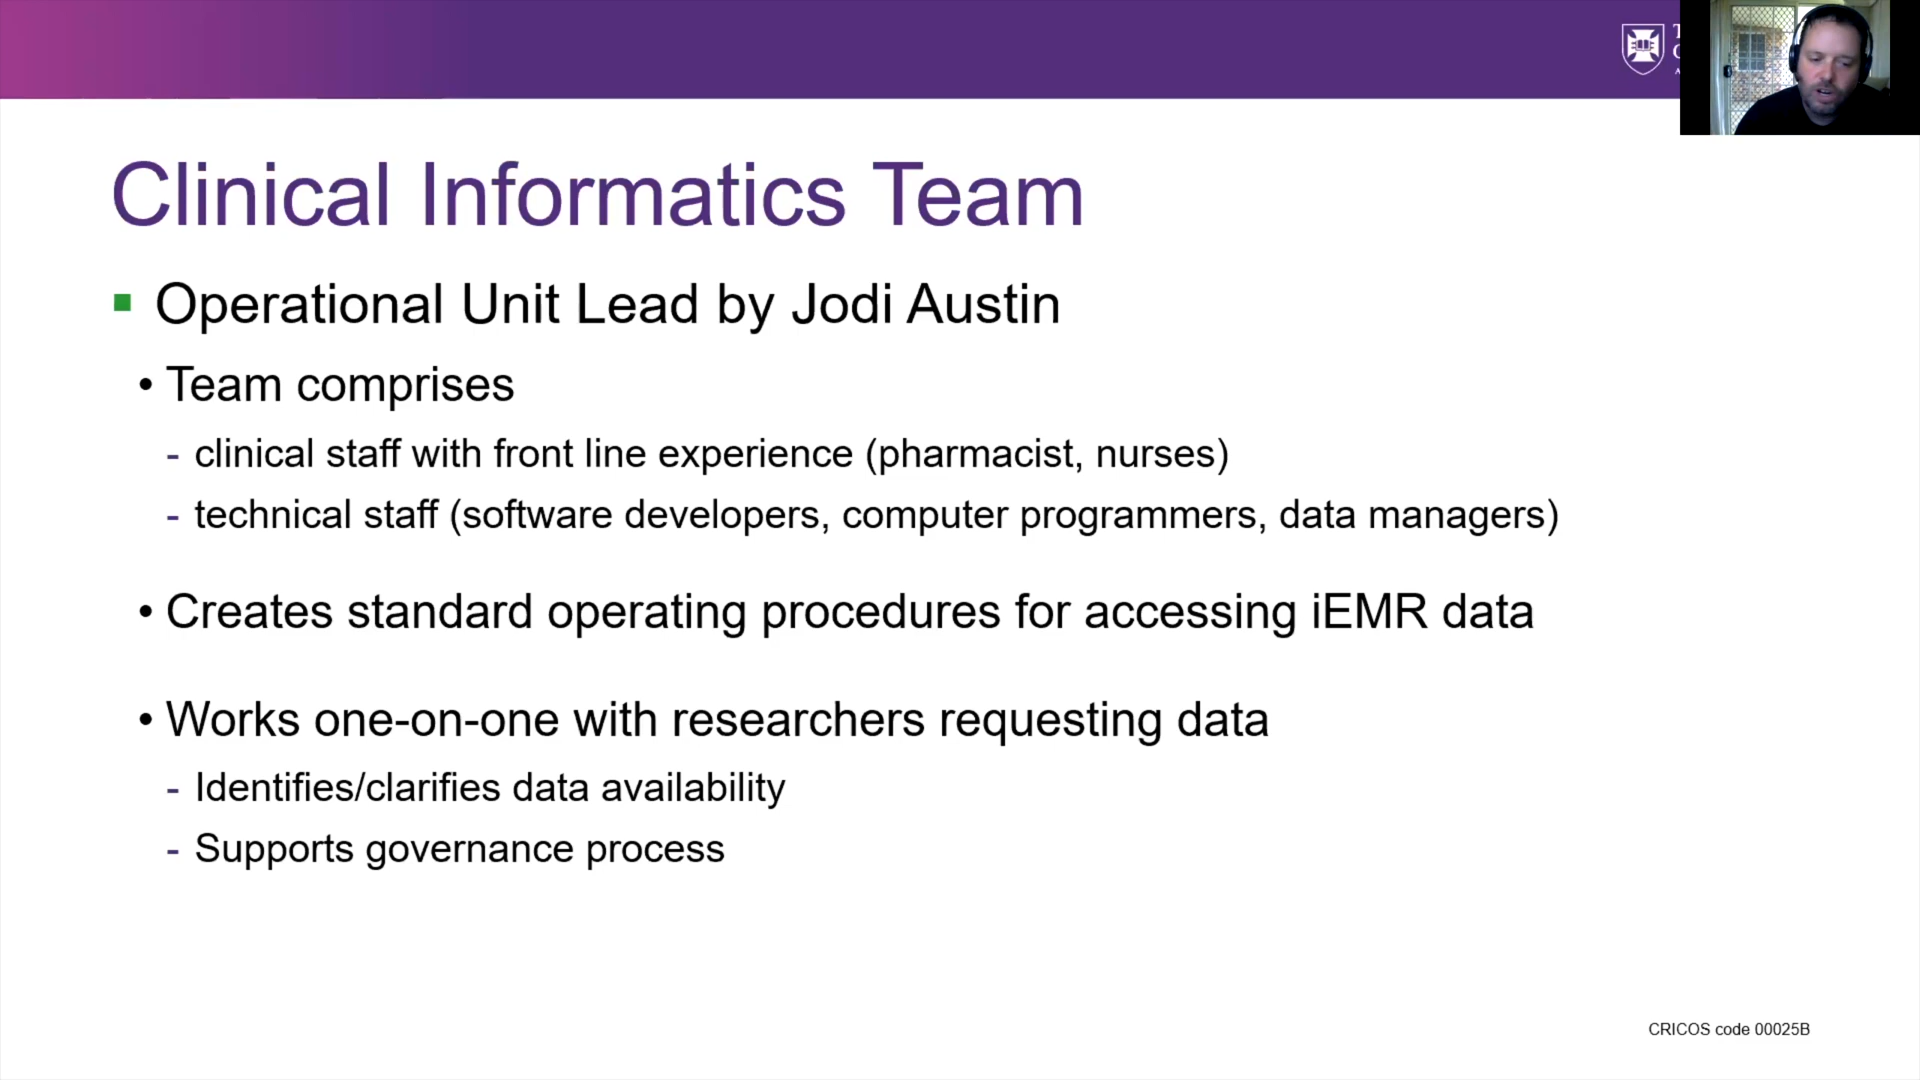 Clinical Informatics Team
Operational Unit Lead by Jodi Austin
• Team comprises
- clinical staff with front line experience (pharmacist, nurses)
- technical staff (software developers, computer programmers, data managers)
• Creates standard operating procedures for accessing iEMR data
• Works one-on-one with researchers requesting data
- Identifies/clarifies data availability
- Supports governance process
CRICOS code 00025B